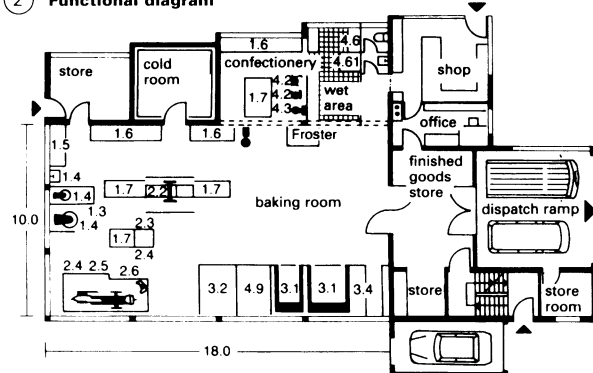 2 Functional diagram
1.6
4.6
store
cold
room
confectionery
4.61
shop
4.2
1.7
4.2
4.3
wet
area
office
1.6
1.6
Froster
1.5
finished
goods
store
1.4
1.4
1.7
2.2
1.7
baking room
dispatch ramp
10.0
1.3
1.4
2.3
1.7
2.4
2.4 2.5 2.6
3.2
4.9
3.1
3.1
3.4
store
store
room
18.0